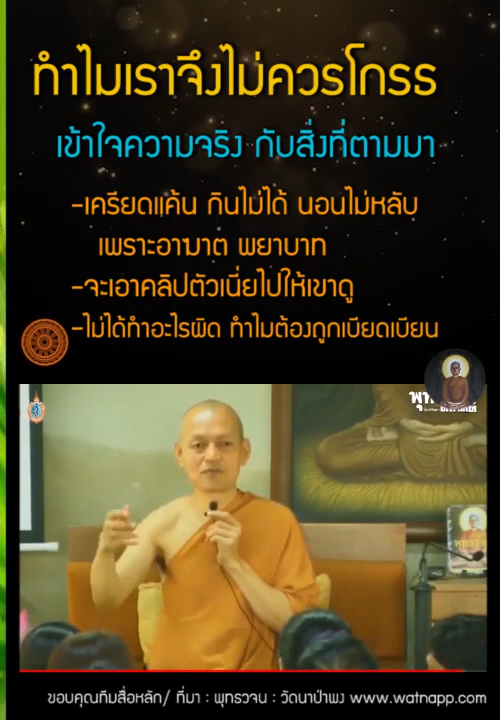 ทำไมเราจึงไม่ควรโกรธ
เข้าใจความจริง กับสิ่งที่ตามมา
-เครียดแค้น กินไม่ได้ นอนไม่หลับ
เพราะอาฆาต พยาบาท
-จะเอาคลิปตัวเนี่ยไปให้เขาดู
-ไม่ได้ทำอะไรผิด ทำไมต้องถูกเบียดเบียน
ขอบคุณทีมสื่อหลัก/ ที่มา : พุทธวจน : วัดนาป่าพง www.watnapp.com